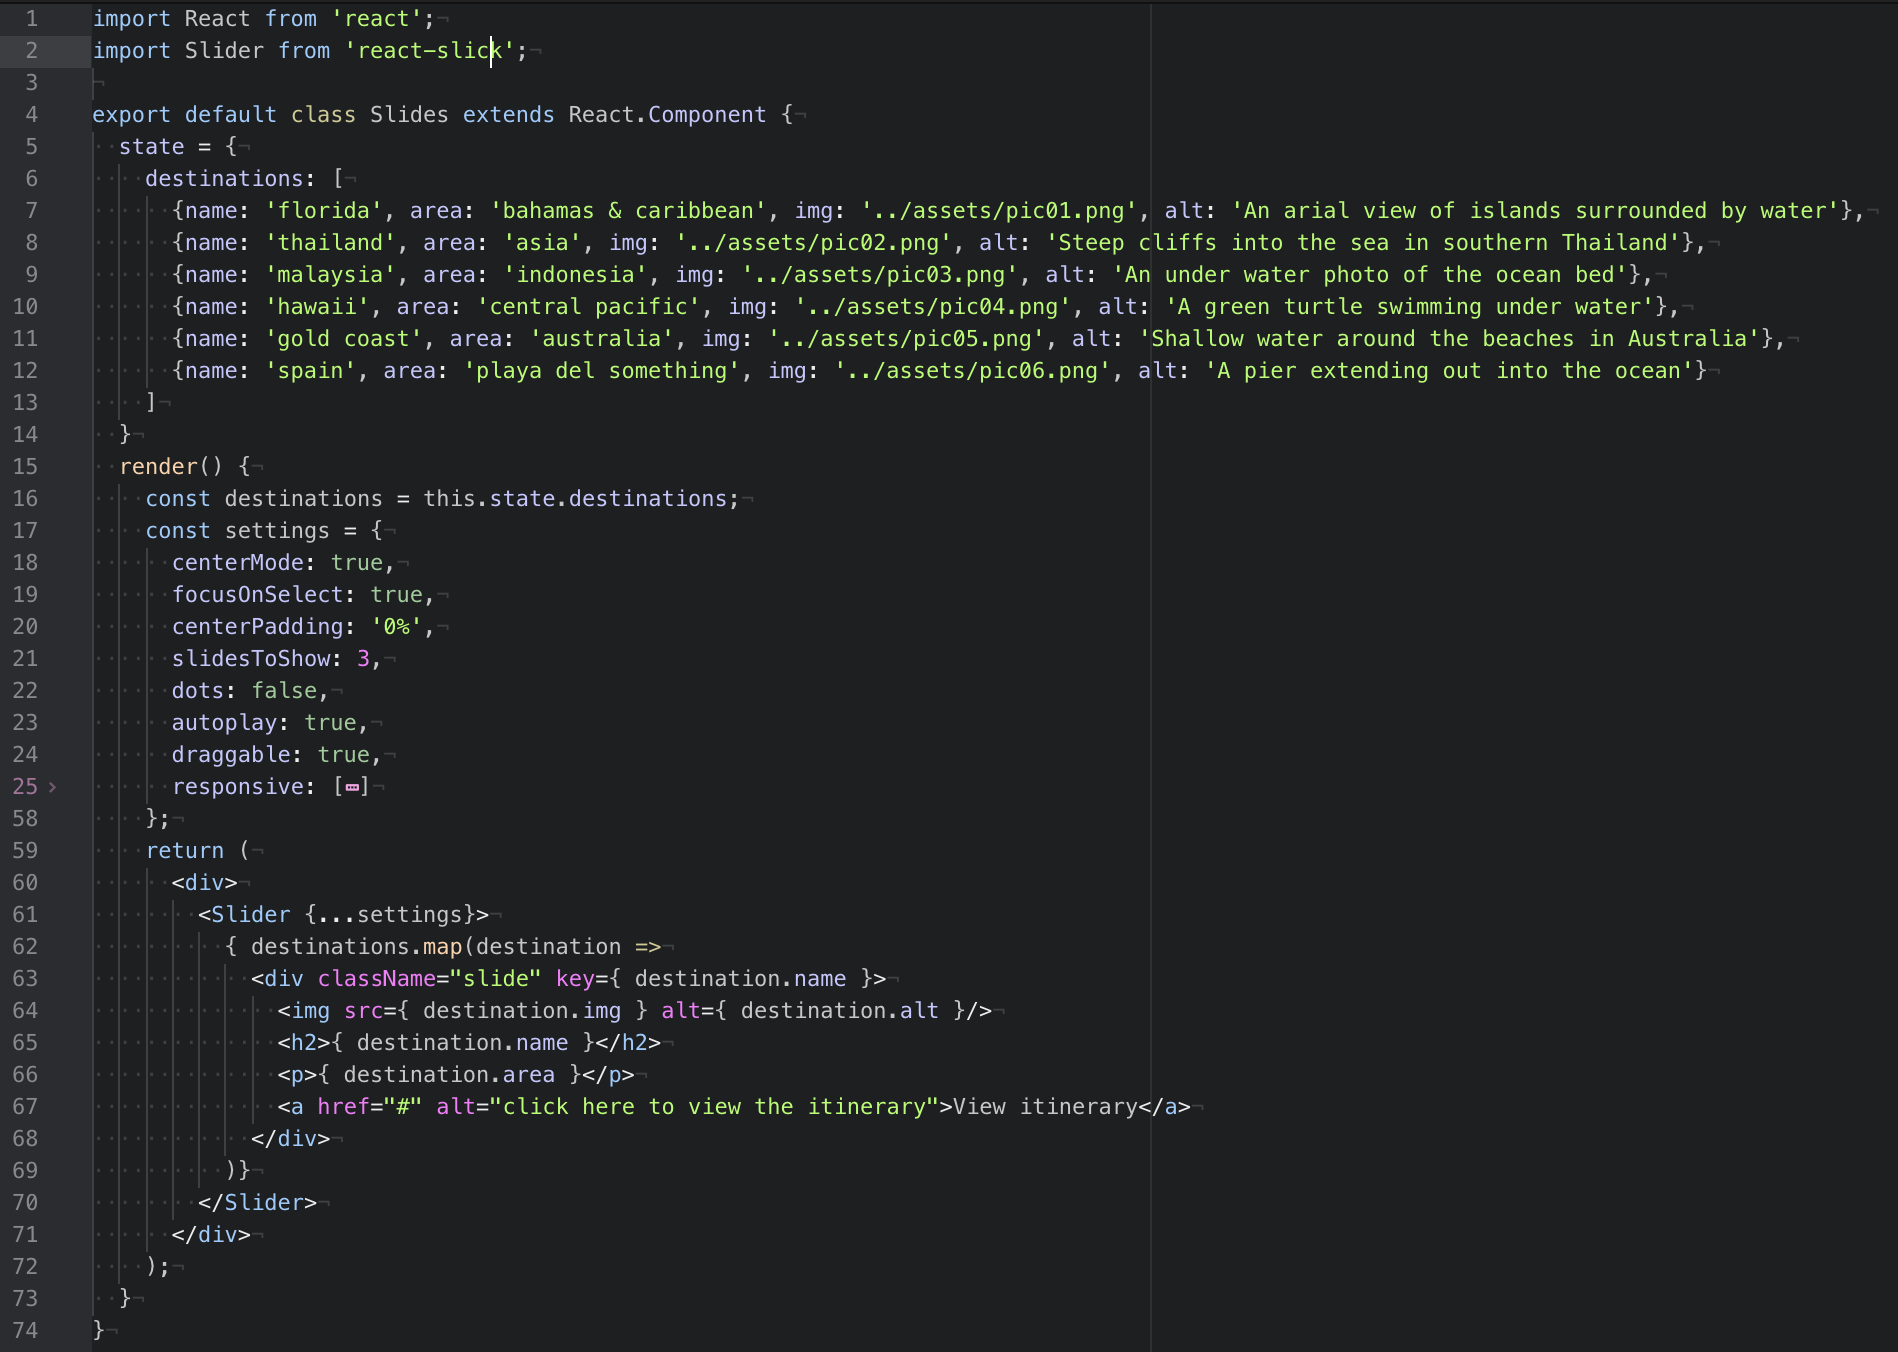 1 import React from 'react';
2 import Slider from 'react-slick';
3
4 export default class Slides extends React.Component {
5   state = {
6     destinations: [
7       {name: 'florida', area: 'bahamas & caribbean', img: '../assets/pic01.png', alt: 'An arial view of islands surrounded by water'},
8       {name: 'thailand', area: 'asia', img: '../assets/pic02.png', alt: 'Steep cliffs into the sea in southern Thailand'},
9       {name: 'malaysia', area: 'indonesia', img: '../assets/pic03.png', alt: 'An under water photo of the ocean bed'},
10       {name: 'hawaii', area: 'central pacific', img: '../assets/pic04.png', alt: 'A green turtle swimming under water'},
11       {name: 'gold coast', area: 'australia', img: '../assets/pic05.png', alt: 'Shallow water around the beaches in Australia'},
12       {name: 'spain', area: 'playa del something', img: '../assets/pic06.png', alt: 'A pier extending out into the ocean'}
13     ]
14   }
15   render() {
16     const destinations = this.state.destinations;
17     const settings = {
18       centerMode: true,
19       focusOnSelect: true,
20       centerPadding: '0%',
21       slidesToShow: 3,
22       dots: false,
23       autoplay: true,
24       draggable: true,
25 >       responsive: […]
58     };
59     return (
60       <div>
61         <Slider {...settings}>
62           { destinations.map(destination =>
63             <div className="slide" key={ destination.name }>
64               <img src={ destination.img } alt={ destination.alt }/>
65               <h2>{ destination.name }</h2>
66               <p>{ destination.area }</p>
67               <a href="#" alt="click here to view the itinerary">View itinerary</a>
68             </div>
69           )}
70         </Slider>
71       </div>
72     );
73   }
74 }